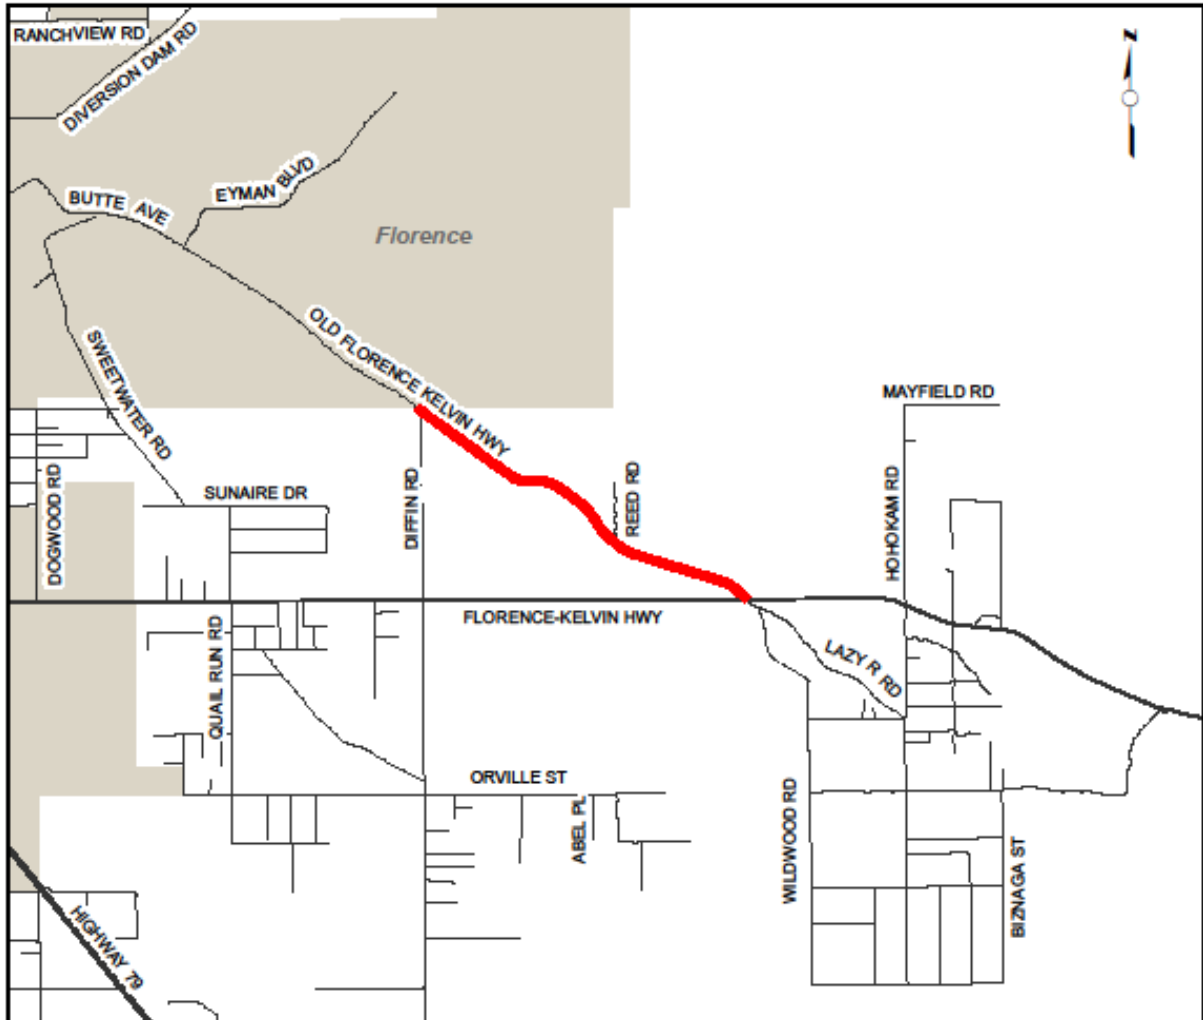 RANCHVIEW RD
DIVERSION DAM RD
N
EYMAN BLVD
BUTTE AVE
Florence
OLD FLORENCE KELVIN HWY
SWEETWATER RD
MAYFIELD RD
DOGWOOD RD
SUNAIRE DR
DIFFIN RD
REED RD
HOHOKAM RD
FLORENCE-KELVIN HWY
QUAIL RUN RD
LAZY R RD
ORVILLE ST
ABEL PL
WILDWOOD RD
BIZNAGA ST
HIGHWAY 79